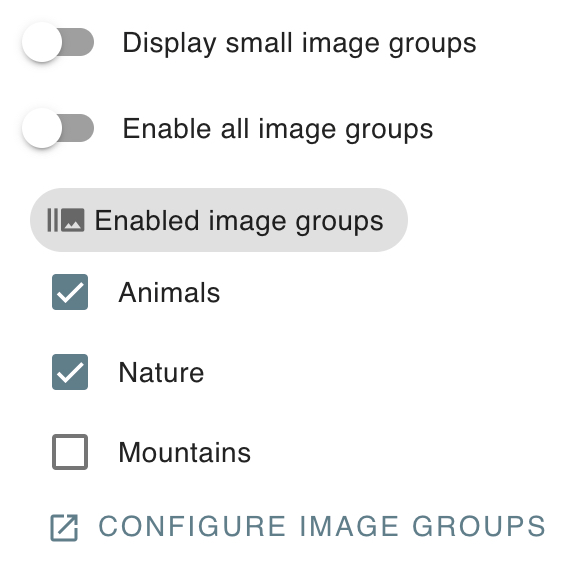 Display small image groups
Enable all image groups
Enabled image groups
Animals
Nature
Mountains
CONFIGURE IMAGE GROUPS